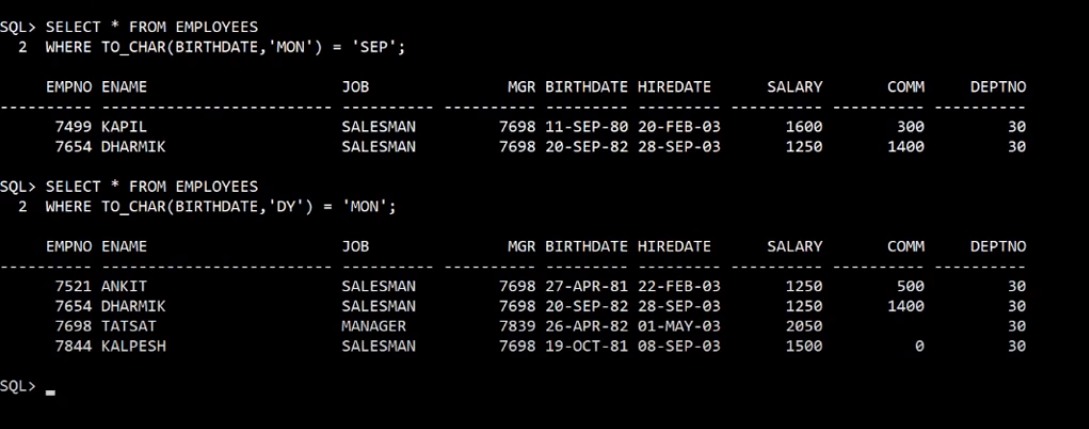 SQL> SELECT * FROM EMPLOYEES
  2  WHERE TO_CHAR(BIRTHDATE,'MON') = 'SEP';
     EMPNO ENAME                     JOB               MGR BIRTHDATE HIREDATE      SALARY       COMM     DEPTNO
---------- ------------------------- ---------- ---------- --------- --------- ---------- ---------- ----------
      7499 KAPIL                     SALESMAN         7698 11-SEP-80 20-FEB-03       1600        300         30
      7654 DHARMIK                   SALESMAN         7698 20-SEP-82 28-SEP-03       1250       1400         30
SQL> SELECT * FROM EMPLOYEES
  2  WHERE TO_CHAR(BIRTHDATE,'DY') = 'MON';
     EMPNO ENAME                     JOB               MGR BIRTHDATE HIREDATE      SALARY       COMM     DEPTNO
---------- ------------------------- ---------- ---------- --------- --------- ---------- ---------- ----------
      7521 ANKIT                     SALESMAN         7698 27-APR-81 22-FEB-03       1250        500         30
      7654 DHARMIK                   SALESMAN         7698 20-SEP-82 28-SEP-03       1250       1400         30
      7698 TATSAT                    MANAGER          7839 26-APR-82 01-MAY-03       2050                    30
      7844 KALPESH                   SALESMAN         7698 19-OCT-81 08-SEP-03       1500          0         30
SQL> _